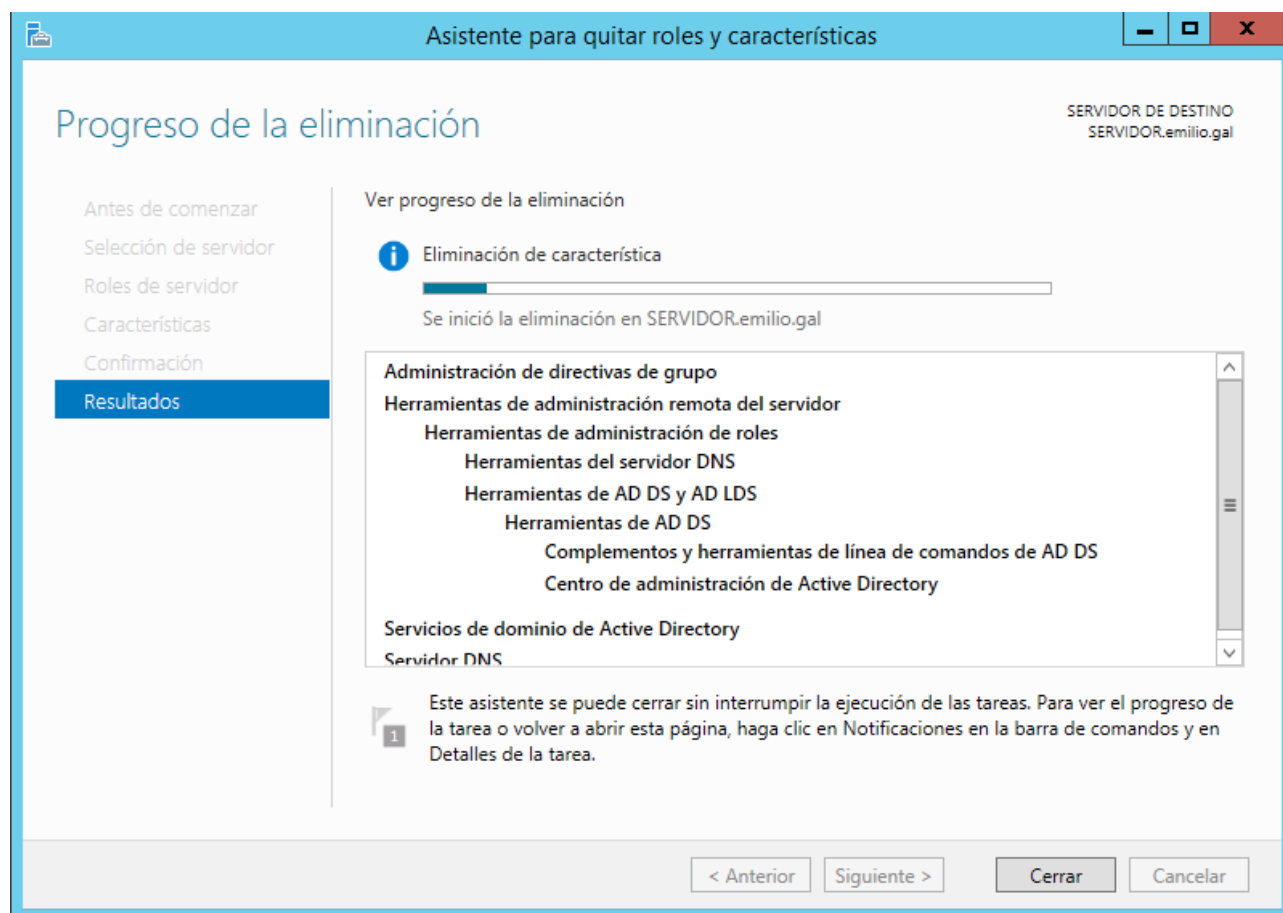 Asistente para quitar roles y características
Progreso de la eliminación
SERVIDOR DE DESTINO
SERVIDOR.emilio.gal
Antes de comenzar
Selección de servidor
Roles de servidor
Características
Confirmación
Resultados
Ver progreso de la eliminación
Eliminación de característica
Se inició la eliminación en SERVIDOR.emilio.gal
Administración de directivas de grupo
Herramientas de administración remota del servidor
Herramientas de administración de roles
Herramientas del servidor DNS
Herramientas de AD DS y AD LDS
Herramientas de AD DS
Complementos y herramientas de línea de comandos de AD DS
Centro de administración de Active Directory
Servicios de dominio de Active Directory
Servidor DNS
1
Este asistente se puede cerrar sin interrumpir la ejecución de las tareas. Para ver el progreso de
la tarea o volver a abrir esta página, haga clic en Notificaciones en la barra de comandos y en
Detalles de la tarea.
< Anterior
Siguiente >
Cerrar
Cancelar